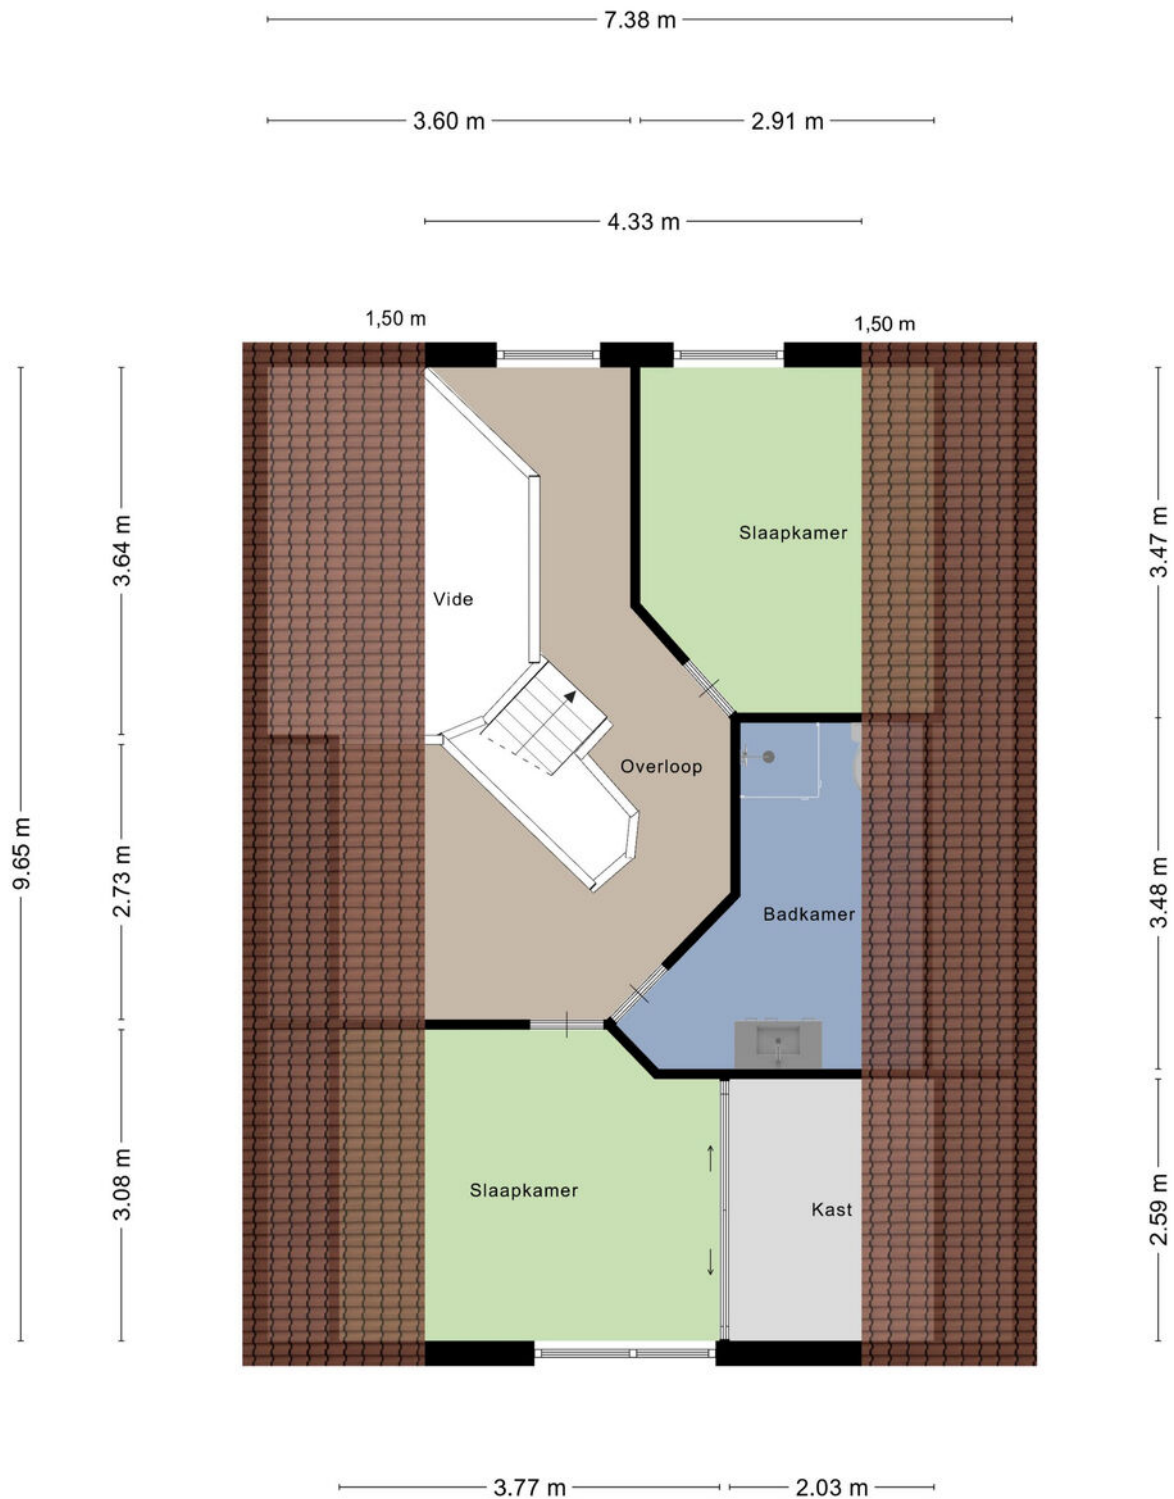 7.38 m
3.60 m
2.91 m
4.33 m
1,50 m
1,50 m
3.64 m
2.73 m
3.08 m
9.65 m
3.47 m
3.48 m
2.59 m
Slaapkamer
Vide
Overloop
Badkamer
Slaapkamer
Kast
3.77 m
2.03 m